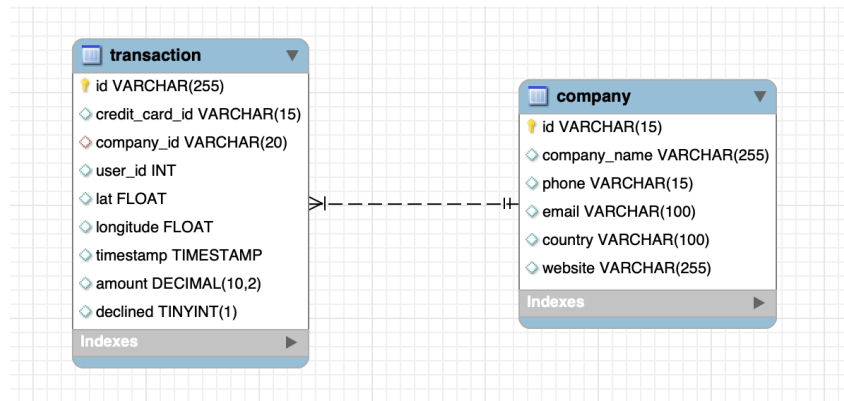 transaction
id VARCHAR(255)
credit_card_id VARCHAR(15)
company_id VARCHAR(20)
user_id INT
lat FLOAT
longitude FLOAT
timestamp TIMESTAMP
amount DECIMAL(10,2)
declined TINYINT(1)
Indexes
company
id VARCHAR(15)
company_name VARCHAR(255)
phone VARCHAR(15)
email VARCHAR(100)
country VARCHAR(100)
website VARCHAR(255)
Indexes